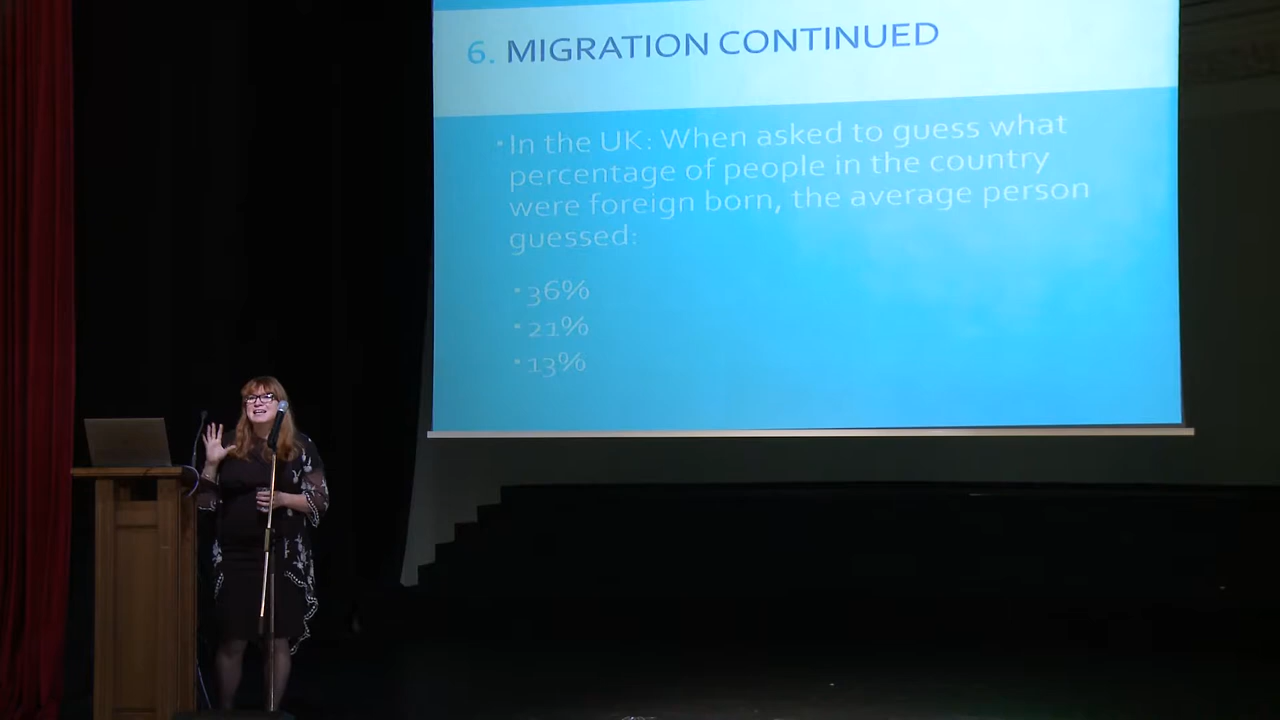 6. MIGRATION CONTINUED
In the UK: When asked to guess what
percentage of people in the country
were foreign born, the average person
guessed:
36%
21%
13%